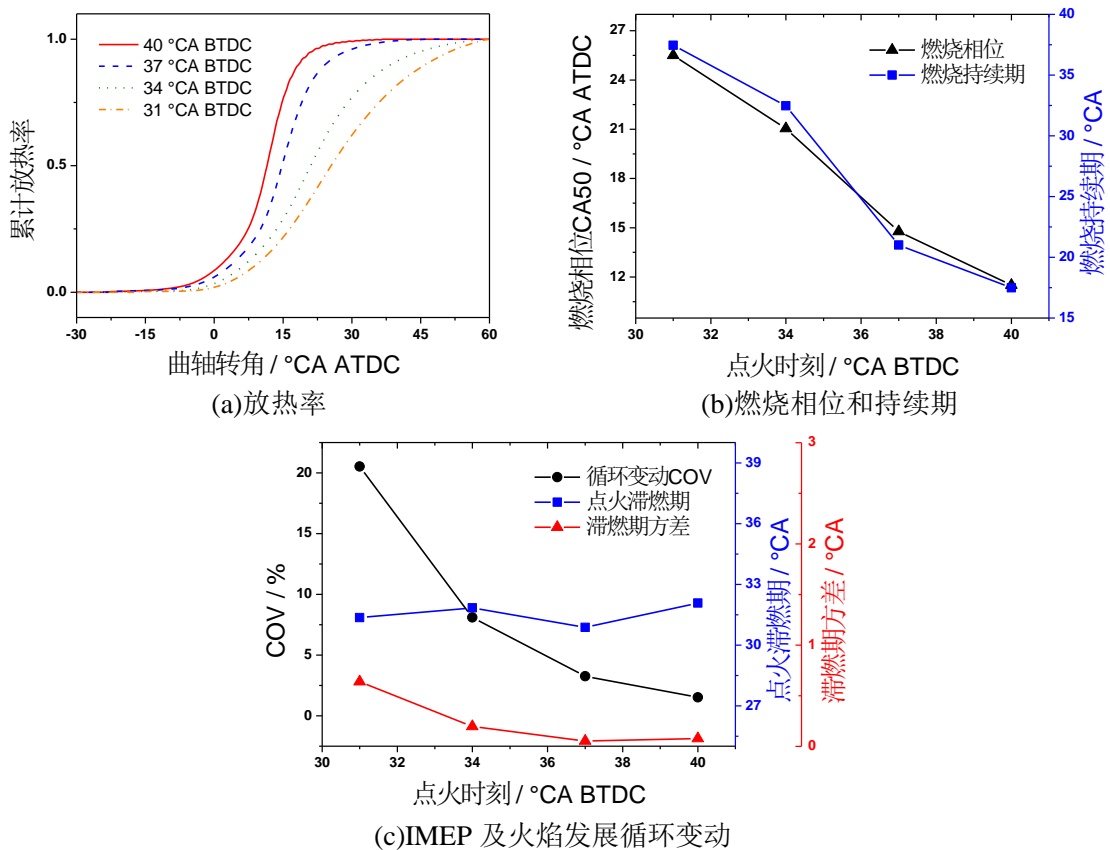 1.0
0.5
0.0
累计放热率
40 °CA BTDC
37 °CA BTDC
34 °CA BTDC
31 °CA BTDC
-30 -15 0 15 30 45 60
曲轴转角 / °CA ATDC
(a)放热率
27
24
21
18
15
12
燃烧相位CA50 / °CA ATDC
燃烧相位
燃烧持续期
40
35
30
25
20
15
燃烧持续期 / °CA
30 32 34 36 38 40
点火时刻 / °CA BTDC
(b)燃烧相位和持续期
20
15
10
5
0
COV / %
循环变动COV
点火滞燃期
滞燃期方差
39
36
33
30
27
点火滞燃期 / °CA
3
2
1
0
滞燃期方差 / °CA
30 32 34 36 38 40
点火时刻 / °CA BTDC
(c)IMEP 及火焰发展循环变动